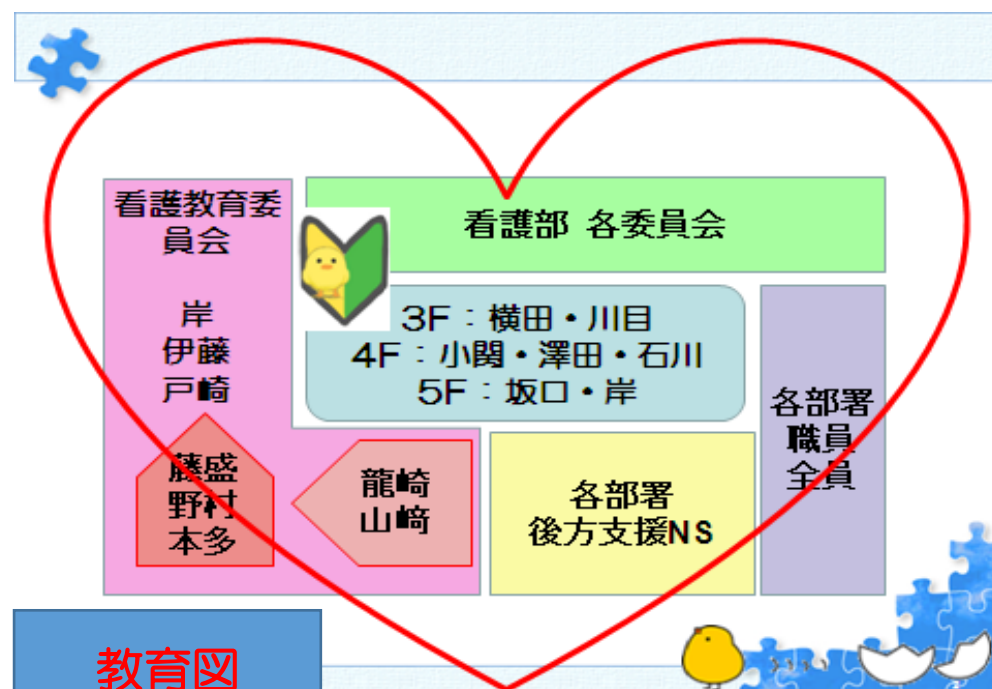 看護教育委
員会
岸
伊藤
戸崎
藤盛
野村
本多
龍崎
山﨑
看護部 各委員会
3F：横田・川目
4F：小関・澤田・石川
5F：坂口・岸
各部署
後方支援NS
各部署
職員
全員
教育図